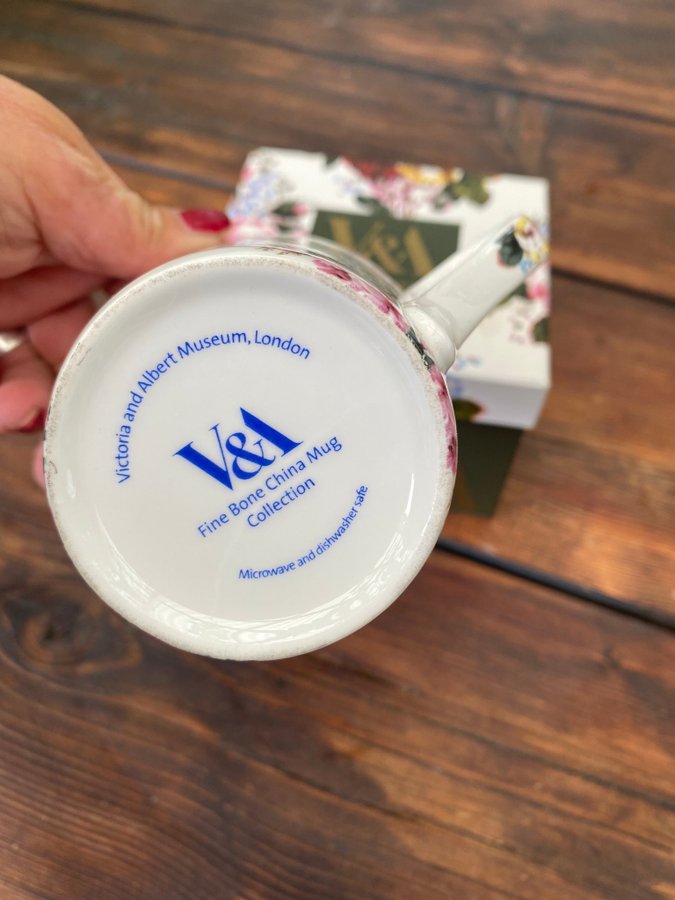 Victoria and Albert Museum, London
V&A
Fine Bone China Mug
Collection
Microwave and dishwasher safe
V&A